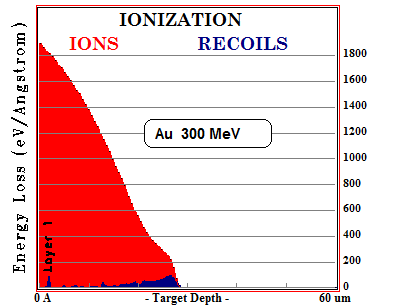 IONIZATION
IONS RECOILS
Energy Loss (eV/Angstrom)
1800
1600
1400
1200
1000
800
600
400
200
0
Au 300 MeV
Layer 1
0 A - Target Depth - 60 um